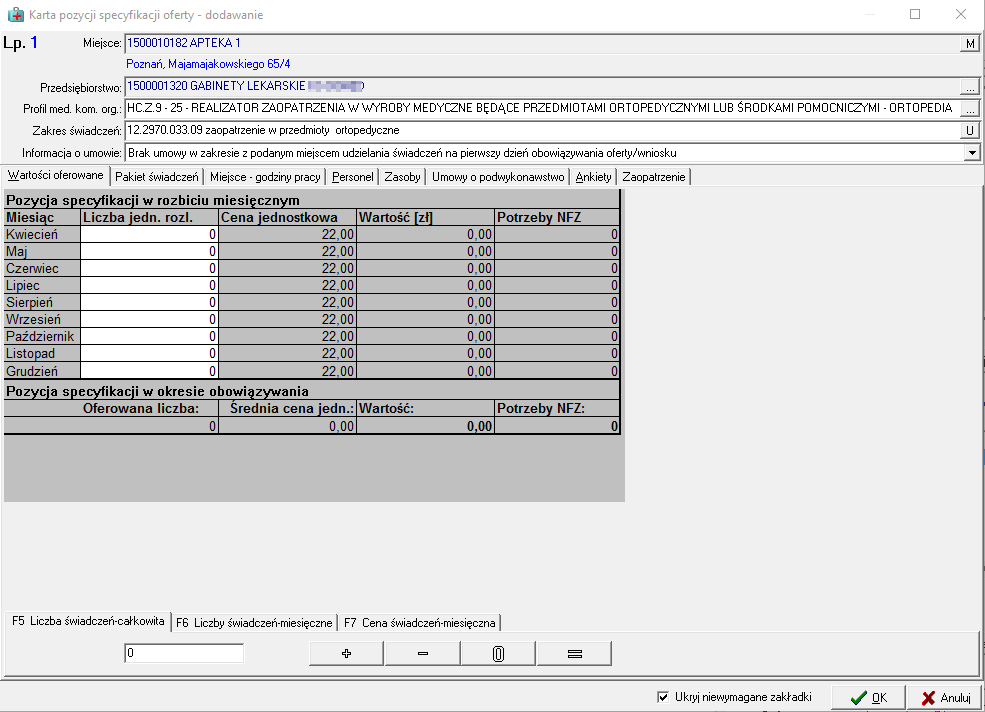 Karta pozycji specyfikacji oferty - dodawanie
Lp. 1
Miejsce: 1500010182 APTEKA 1 M
Poznań, Majamajakowskiego 65/4
Przedsiębiorstwo: 1500001320 GABINETY LEKARSKIE ...
Profil med. kom. org.: HC.Z.9 - 25 - REALIZATOR ZAOPATRZENIA W WYROBY MEDYCZNE BĘDĄCE PRZEDMIOTAMI ORTOPEDYCZNYMI LUB ŚRODKAMI POMOCNICZYMI - ORTOPEDIA ...
Zakres świadczeń: 12.2970.033.09 zaopatrzenie w przedmioty ortopedyczne U
Informacja o umowie: Brak umowy w zakresie z podanym miejscem udzielania świadczeń na pierwszy dzień obowiązywania oferty/wniosku
Wartości oferowane Pakiet świadczeń Miejsce - godziny pracy Personel Zasoby Umowy o podwykonawstwo Ankiety Zaopatrzenie
Pozycja specyfikacji w rozbiciu miesięcznym
Miesiąc Liczba jedn. rozl. Cena jednostkowa Wartość [zł] Potrzeby NFZ
Kwiecień 0 22,00 0,00 0
Maj 0 22,00 0,00 0
Czerwiec 0 22,00 0,00 0
Lipiec 0 22,00 0,00 0
Sierpień 0 22,00 0,00 0
Wrzesień 0 22,00 0,00 0
Październik 0 22,00 0,00 0
Listopad 0 22,00 0,00 0
Grudzień 0 22,00 0,00 0
Pozycja specyfikacji w okresie obowiązywania
Oferowana liczba: Średnia cena jedn.: Wartość: Potrzeby NFZ:
0 0,00 0,00 0
F5 Liczba świadczeń-całkowita F6 Liczby świadczeń-miesięczne F7 Cena świadczeń-miesięczna
0 + − 0 =
Ukryj niewymagane zakładki OK Anuluj